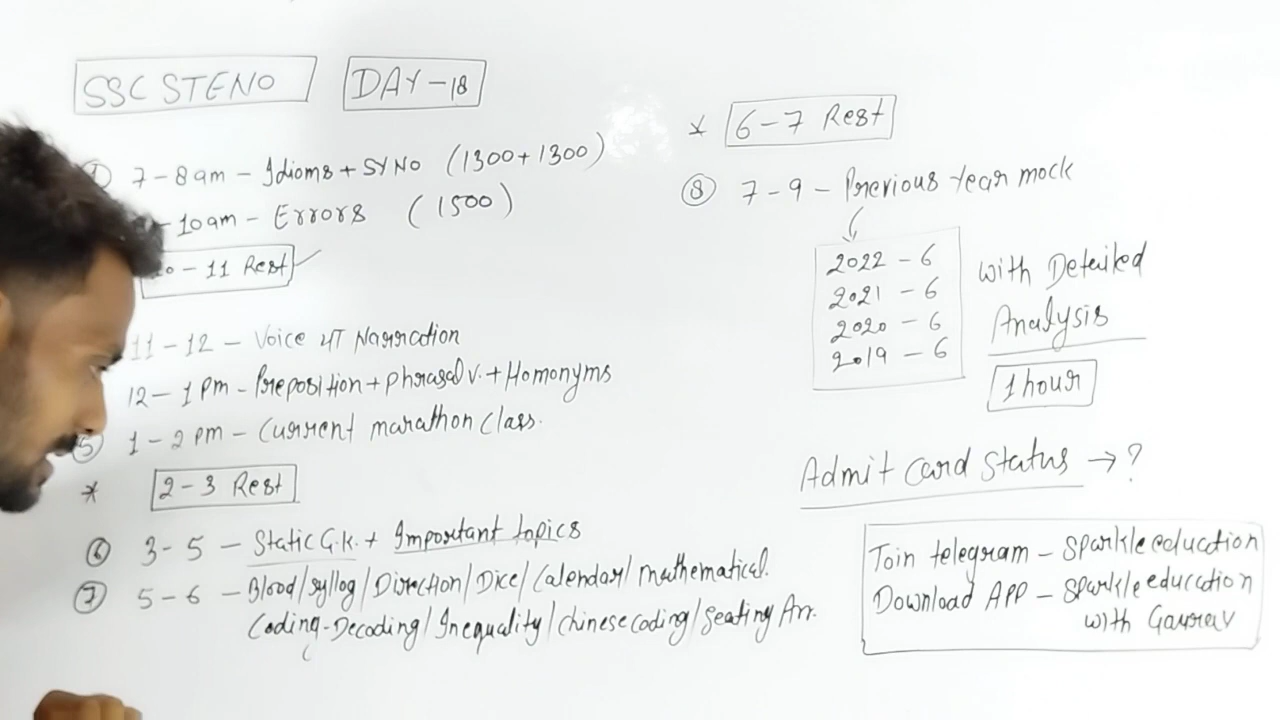 SSC STENO DAY-18
7-8am - Idioms + SYNO (1300+1300)
10am - Errors (1500)
10-11 Rest
11-12 - Voice
12-1 pm - Preposition + phrasal v. + Homonyms
5 1-2 pm - Current marathon Class.
* 2-3 Rest
6 3-5 - Static G.K. + Important topics
7 5-6 - Blood/syllog/Direction/Dice/Calendar/mathematical.
Coding-Decoding/Inequality/chinese coding/seating Arr.
* 6-7 Rest
8 7-9 - Previous Year mock
2022 - 6
2021 - 6
2020 - 6
2019 - 6
with Detailed
Analysis
1 hour
Admit Card Status → ?
Join telegram - Sparkle education
Download APP - Sparkle education
with Gaurav